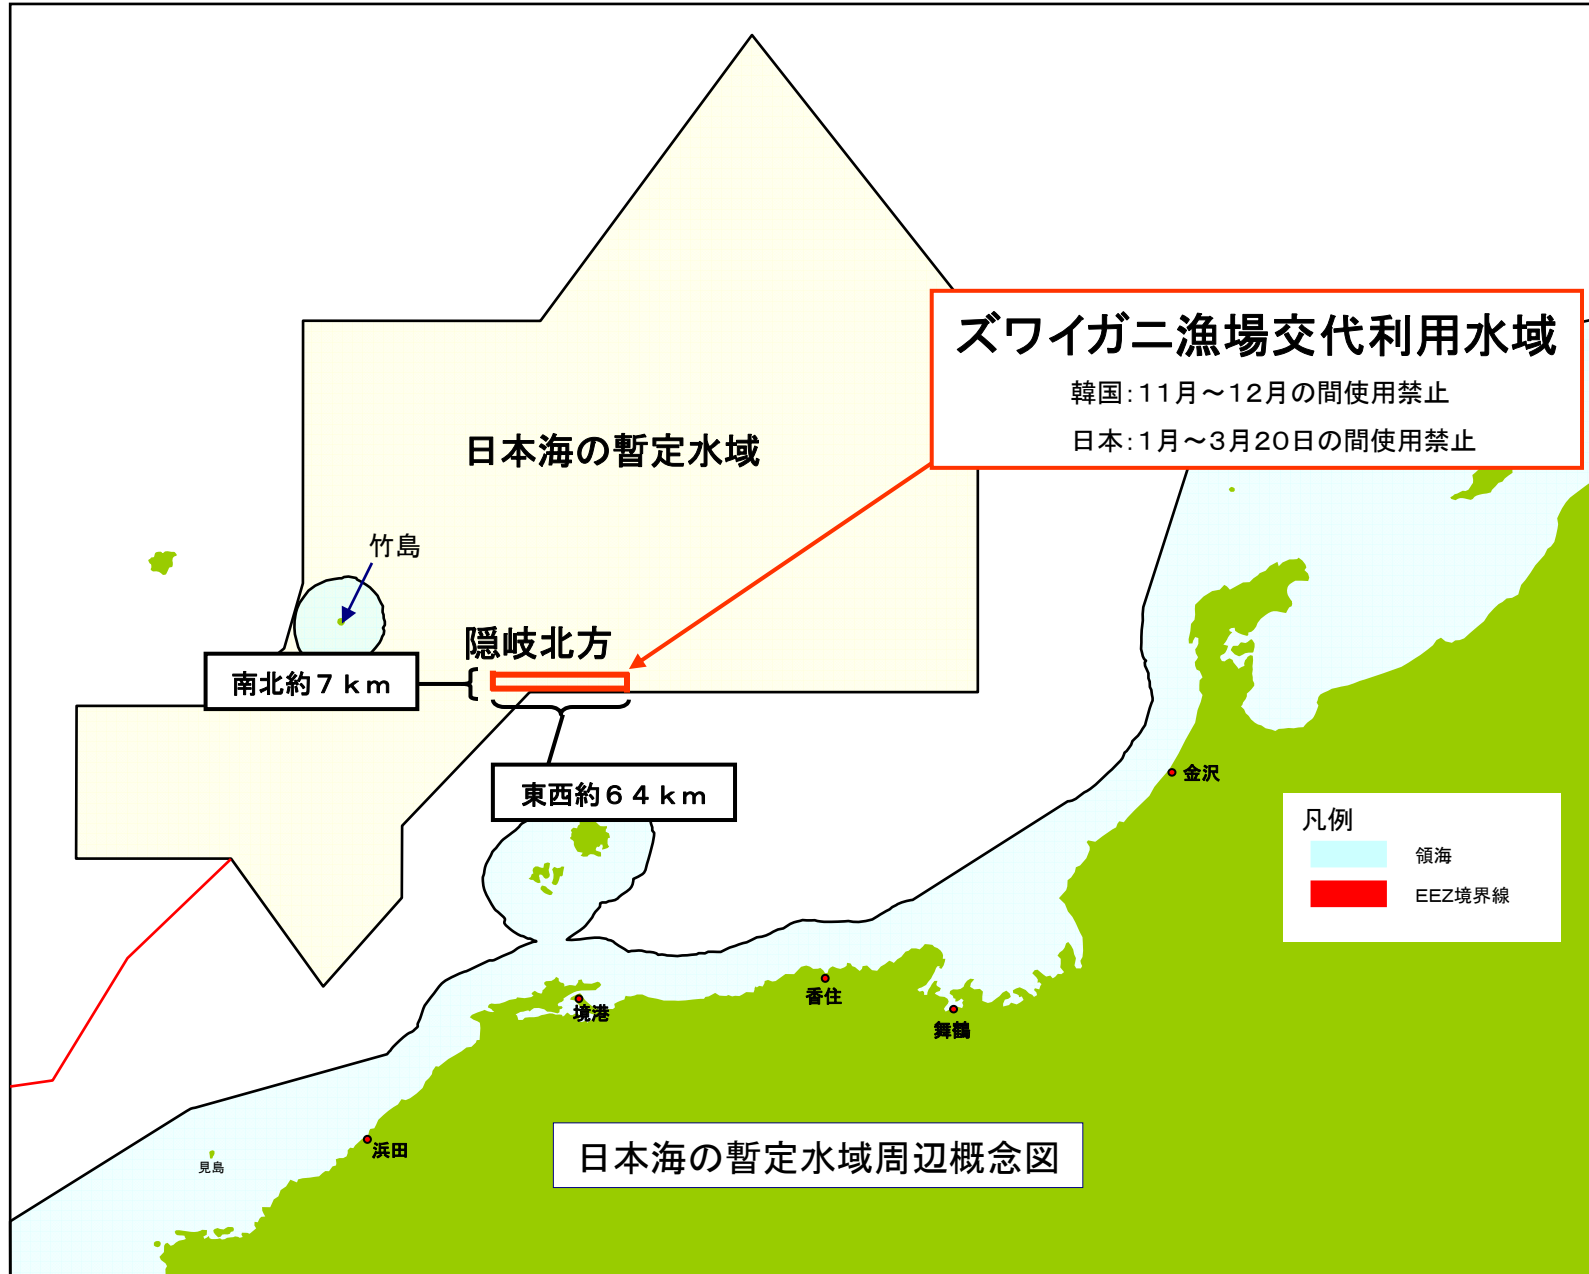 ズワイガニ漁場交代利用水域
韓国：11月～12月の間使用禁止
日本：1月～3月20日の間使用禁止
日本海の暫定水域
竹島
隠岐北方
南北約７ｋｍ
東西約６４ｋｍ
金沢
凡例
領海
EEZ境界線
香住
境港
舞鶴
浜田
見島
日本海の暫定水域周辺概念図